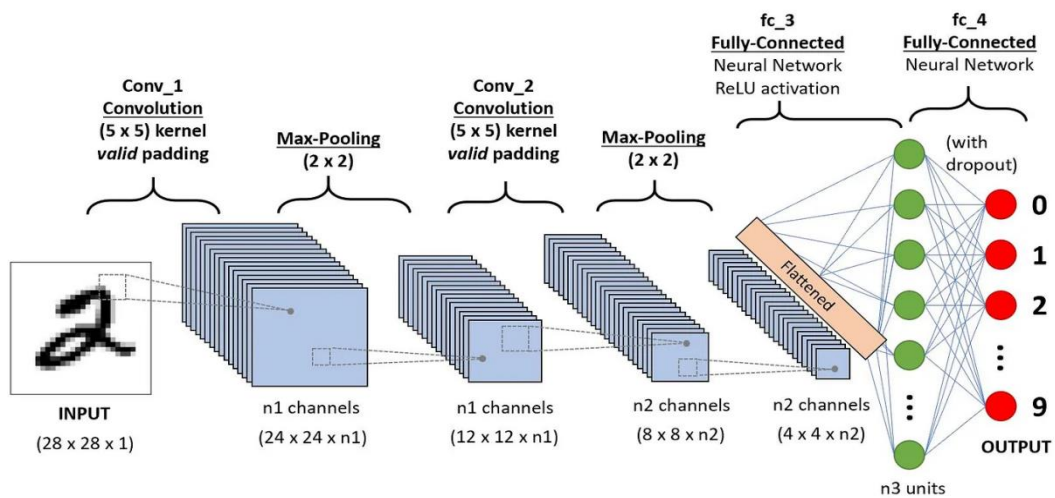 fc_3
Fully-Connected
Neural Network
ReLU activation
fc_4
Fully-Connected
Neural Network
Conv_1
Convolution
(5 x 5) kernel
valid padding
Max-Pooling
(2 x 2)
Conv_2
Convolution
(5 x 5) kernel
valid padding
Max-Pooling
(2 x 2)
(with
dropout)
2
Flattened
0
1
2
...
9
...
INPUT
(28 x 28 x 1)
n1 channels
(24 x 24 x n1)
n1 channels
(12 x 12 x n1)
n2 channels
(8 x 8 x n2)
n2 channels
(4 x 4 x n2)
n3 units
OUTPUT